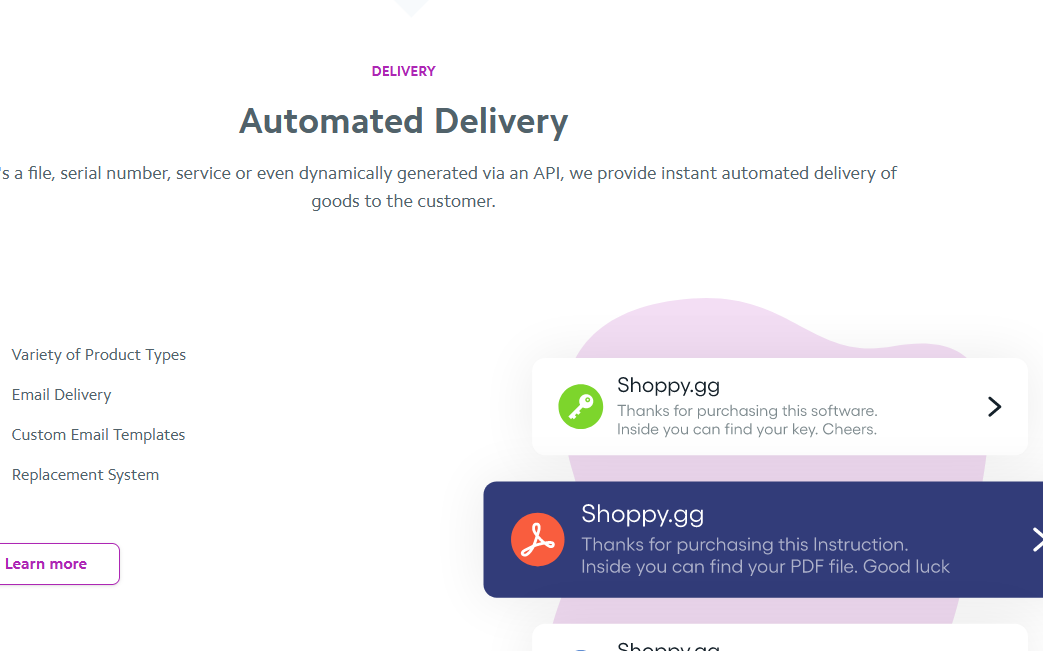 DELIVERY
Automated Delivery
's a file, serial number, service or even dynamically generated via an API, we provide instant automated delivery of
goods to the customer.
Variety of Product Types
Email Delivery
Custom Email Templates
Replacement System
Learn more
Shoppy.gg
Thanks for purchasing this software.
Inside you can find your key. Cheers.
Shoppy.gg
Thanks for purchasing this Instruction.
Inside you can find your PDF file. Good luck
Shoppy.gg